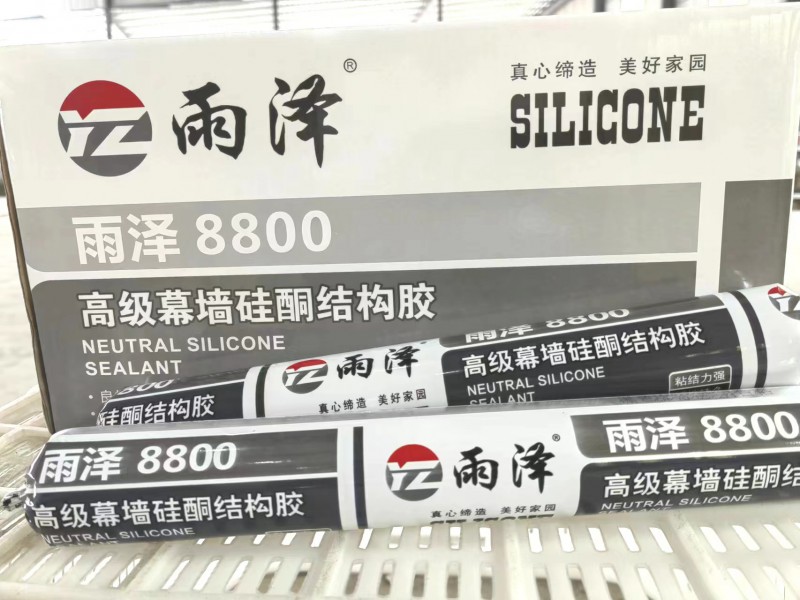 雨泽®
真心缔造 美好家园
SILICONE
雨泽 8800
高级幕墙硅酮结构胶
NEUTRAL SILICONE
SEALANT
8800
硅酮结构胶
YZ 雨泽
真心缔造 美好家园
雨泽 8800
高级幕墙硅酮结构胶
NEUTRAL SILICONE
SEALANT
粘结力强
雨泽 8800
高级幕墙硅酮结构胶
NEUTRAL SILICONE
SEALANT
雨泽®
真心缔造 美好家园
SILICONE
雨泽 8800
高级幕墙硅酮结
NEUTRAL SILICONE